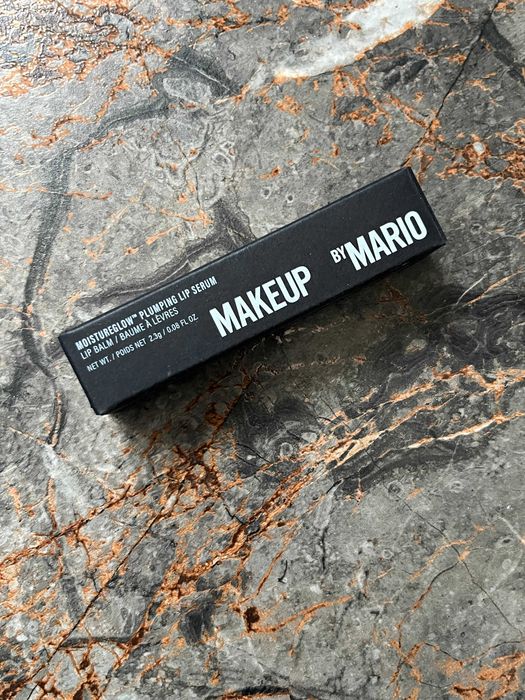 MOISTUREGLOW™ PLUMPING LIP SERUM
LIP BALM / BAUME À LÈVRES
NET WT. / POIDS NET 2.3g / 0.08 FL.OZ.
MAKEUP BY MARIO